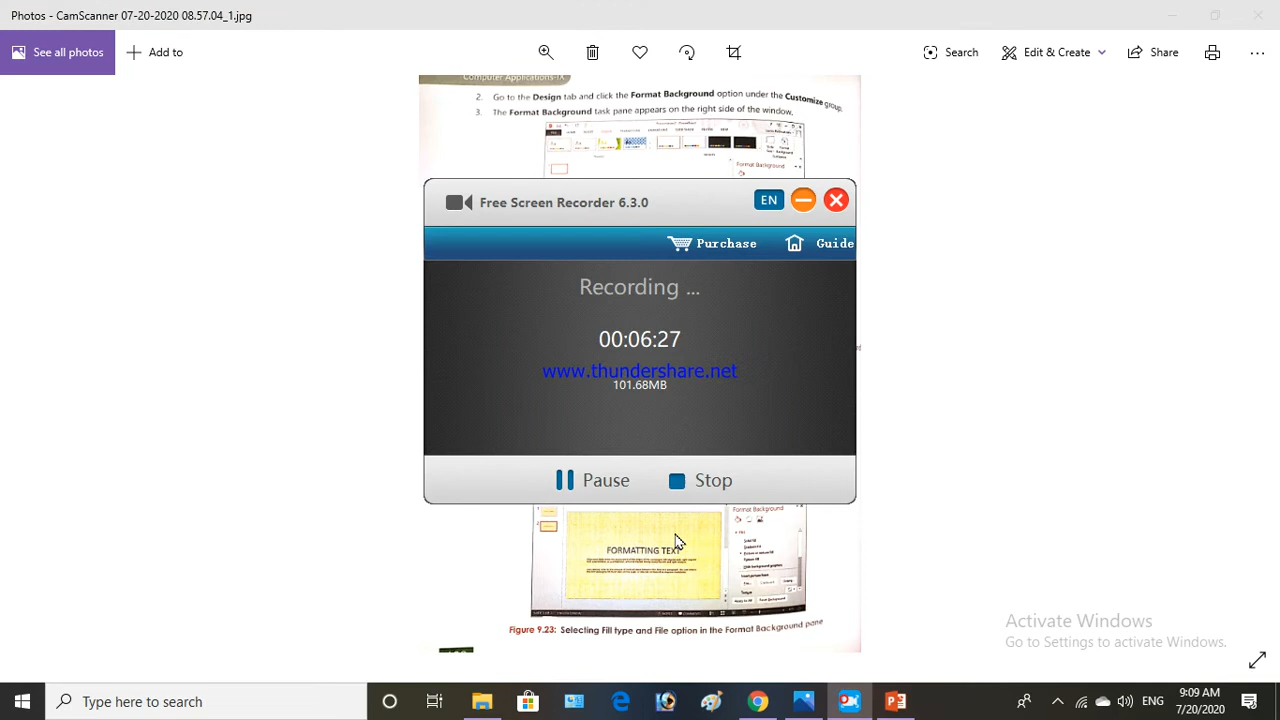 Photos - CamScanner 07-20-2020 08.57.04_1.jpg
See all photos
Add to
Search
Edit & Create
Share
Computer Applications-IX
2. Go to the Design tab and click the Format Background option under the Customize group.
3. The Format Background task pane appears on the right side of the window.
Format Background
Free Screen Recorder 6.3.0
EN
Purchase
Guide
Recording ...
00:06:27
www.thundershare.net
101.68MB
Pause
Stop
Format Background
FORMATTING TEXT
Figure 9.23: Selecting Fill type and File option in the Format Background pane
Activate Windows
Go to Settings to activate Windows.
Type here to search
ENG
9:09 AM
7/20/2020